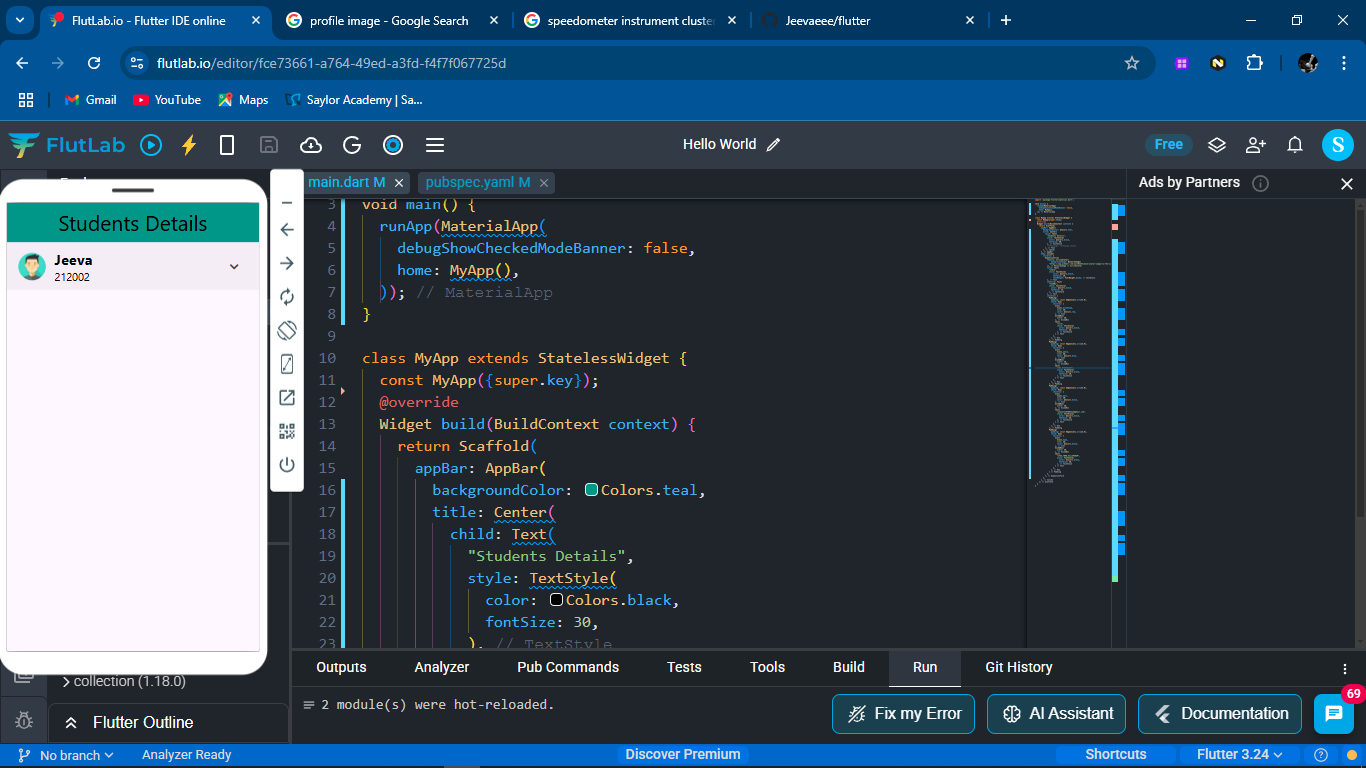 FlutLab.io - Flutter IDE online
profile image - Google Search
speedometer instrument cluste
Jeevaeee/flutter
flutlab.io/editor/fce73661-a764-49ed-a3fd-f4f7f067725d
Gmail
YouTube
Maps
Saylor Academy | Sa...
FlutLab
Hello World
Free
S
main.dart M
pubspec.yaml M
Ads by Partners
Students Details
Jeeva
212002
3 void main() {
4 runApp(MaterialApp(
5 debugShowCheckedModeBanner: false,
6 home: MyApp(),
7 )); // MaterialApp
8 }
9
10 class MyApp extends StatelessWidget {
11 const MyApp({super.key});
12 @override
13 Widget build(BuildContext context) {
14 return Scaffold(
15 appBar: AppBar(
16 backgroundColor: Colors.teal,
17 title: Center(
18 child: Text(
19 "Students Details",
20 style: TextStyle(
21 color: Colors.black,
22 fontSize: 30,
23 ), // TextStyle
collection (1.18.0)
Flutter Outline
Outputs
Analyzer
Pub Commands
Tests
Tools
Build
Run
Git History
2 module(s) were hot-reloaded.
Fix my Error
AI Assistant
Documentation
69
No branch
Analyzer Ready
Discover Premium
Shortcuts
Flutter 3.24